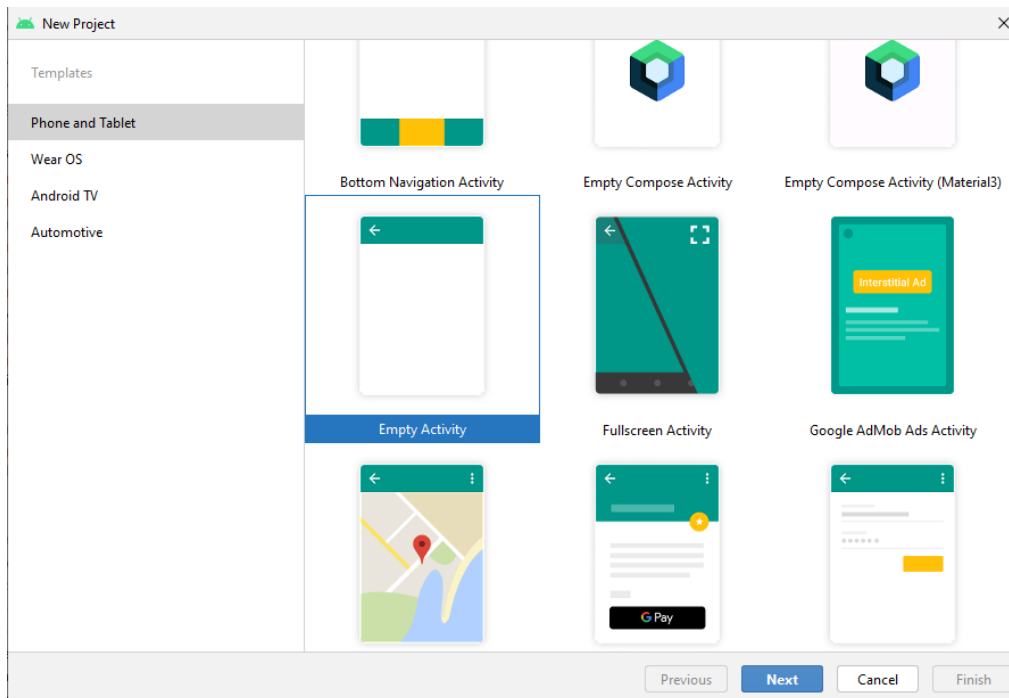 New Project
Templates
Phone and Tablet
Wear OS
Android TV
Automotive
Bottom Navigation Activity
Empty Compose Activity
Empty Compose Activity (Material3)
Interstitial Ad
Empty Activity
Fullscreen Activity
Google AdMob Ads Activity
G Pay
Previous
Next
Cancel
Finish